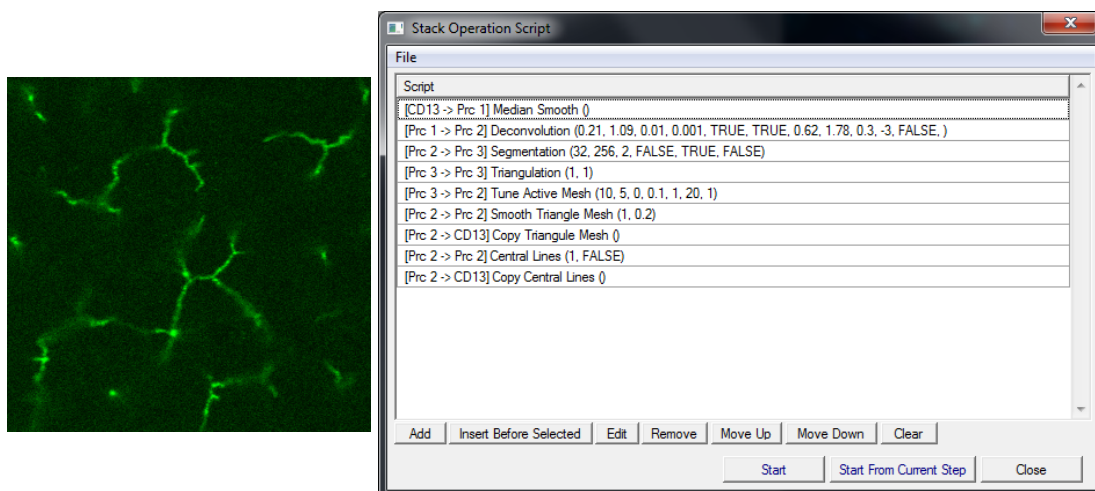 Stack Operation Script
x
File
Script
[CD13 -> Prc 1] Median Smooth ()
[Prc 1 -> Prc 2] Deconvolution (0.21, 1.09, 0.01, 0.001, TRUE, TRUE, 0.62, 1.78, 0.3, -3, FALSE, )
[Prc 2 -> Prc 3] Segmentation (32, 256, 2, FALSE, TRUE, FALSE)
[Prc 3 -> Prc 3] Triangulation (1, 1)
[Prc 3 -> Prc 2] Tune Active Mesh (10, 5, 0, 0.1, 1, 20, 1)
[Prc 2 -> Prc 2] Smooth Triangle Mesh (1, 0.2)
[Prc 2 -> CD13] Copy Triangule Mesh ()
[Prc 2 -> Prc 2] Central Lines (1, FALSE)
[Prc 2 -> CD13] Copy Central Lines ()
Add Insert Before Selected Edit Remove Move Up Move Down Clear
Start Start From Current Step Close